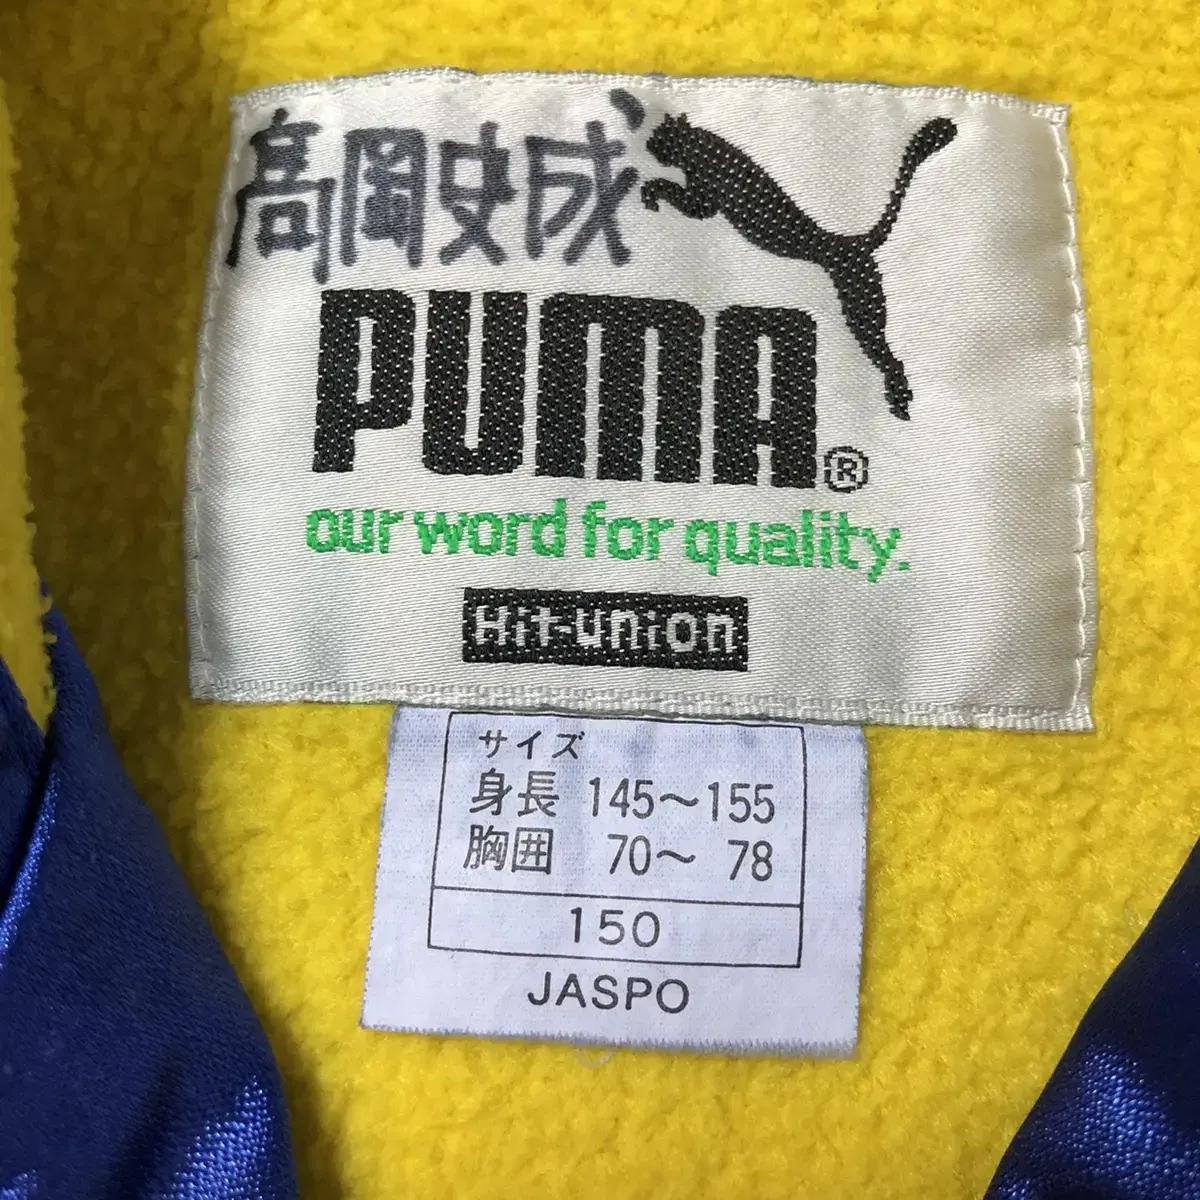 高岡史成
PUMA®
our word for quality.
Hit-union
サイズ
身長 145～155
胸囲 70～ 78
150
JASPO